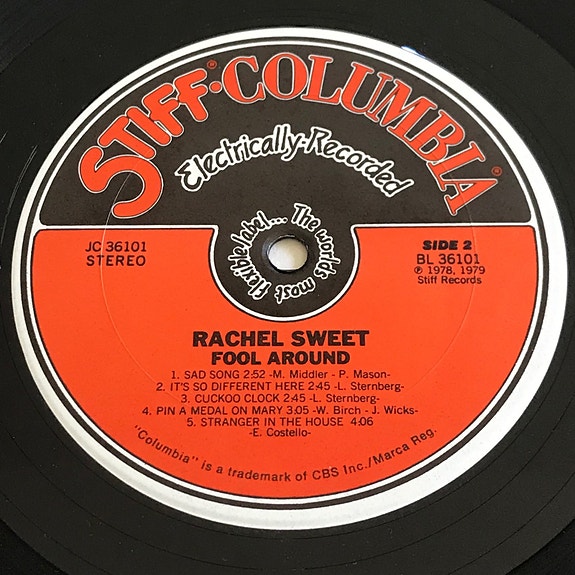 STIFF·COLUMBIA
Electrically-Recorded
The worlds most flexible label...
JC 36101
STEREO
SIDE 2
BL 36101
℗ 1978, 1979
Stiff Records
RACHEL SWEET
FOOL AROUND
1. SAD SONG 2:52 -M. Middler - P. Mason-
2. IT'S SO DIFFERENT HERE 2:45 -L. Sternberg-
3. CUCKOO CLOCK 2:45 -L. Sternberg-
4. PIN A MEDAL ON MARY 3:05 -W. Birch - J. Wicks-
5. STRANGER IN THE HOUSE 4:06
-E. Costello-
"Columbia" is a trademark of CBS Inc./Marca Reg.